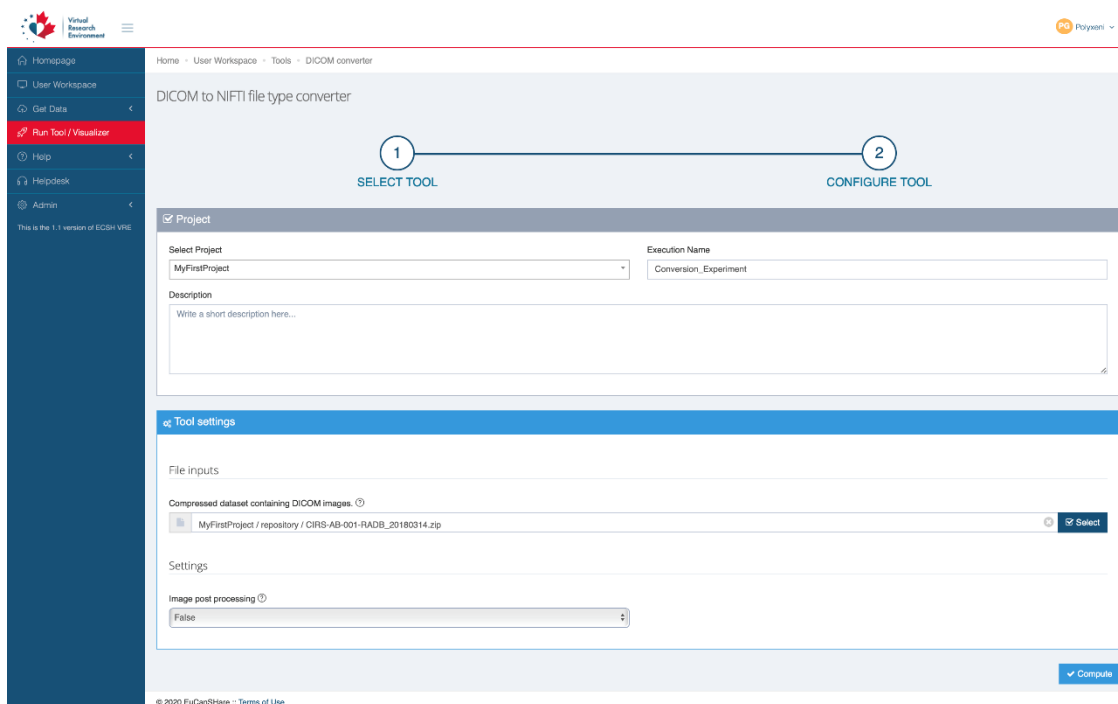 Virtual
Research
Environment
PG Polyxeni
Homepage
User Workspace
Get Data
Run Tool / Visualizer
Help
Helpdesk
Admin
This is the 1.1 version of ECSH VRE
Home - User Workspace - Tools - DICOM converter
DICOM to NIFTI file type converter
1
SELECT TOOL
2
CONFIGURE TOOL
Project
Select Project
MyFirstProject
Execution Name
Conversion_Experiment
Description
Write a short description here...
Tool settings
File inputs
Compressed dataset containing DICOM images.
MyFirstProject / repository / CIRS-AB-001-RADB_20180314.zip
Select
Settings
Image post processing
False
Compute
© 2020 EuCanSHare :: Terms of Use